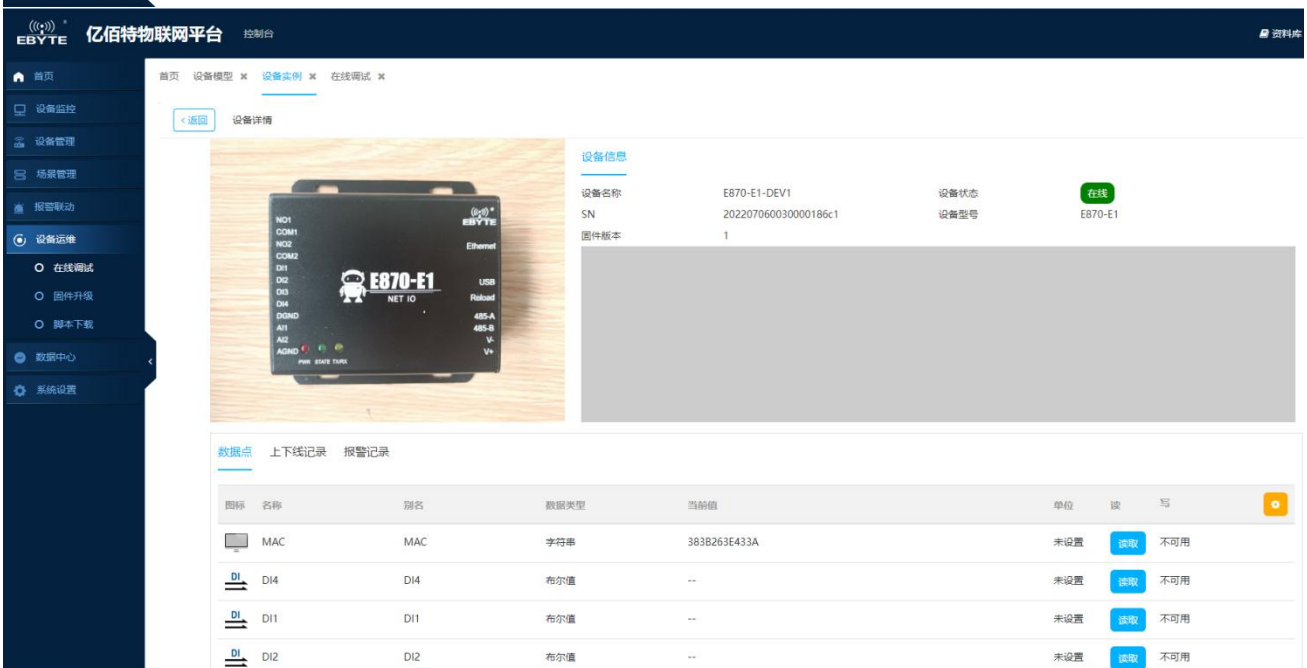 EBYTE 亿佰特物联网平台 控制台 资料库
首页
设备监控
设备管理
场景管理
报警联动
设备运维
在线调试
固件升级
脚本下载
数据中心
系统设置
首页 设备模型 设备实例 在线调试
<返回 设备详情
NO1
COM1
NO2
COM2
DI1
DI2
DI3
DI4
DGND
AI1
AI2
AGND
PWR STATE TX/RX
E870-E1
NET IO
EBYTE
Ethernet
USB
Reload
485-A
485-B
V-
V+
设备信息
设备名称 E870-E1-DEV1 设备状态 在线
SN 202207060030000186c1 设备型号 E870-E1
固件版本 1
数据点 上下线记录 报警记录
图标 名称 别名 数据类型 当前值 单位 读 写
MAC MAC 字符串 383B263E433A 未设置 读取 不可用
DI DI4 DI4 布尔值 -- 未设置 读取 不可用
DI DI1 DI1 布尔值 -- 未设置 读取 不可用
DI DI2 DI2 布尔值 -- 未设置 读取 不可用